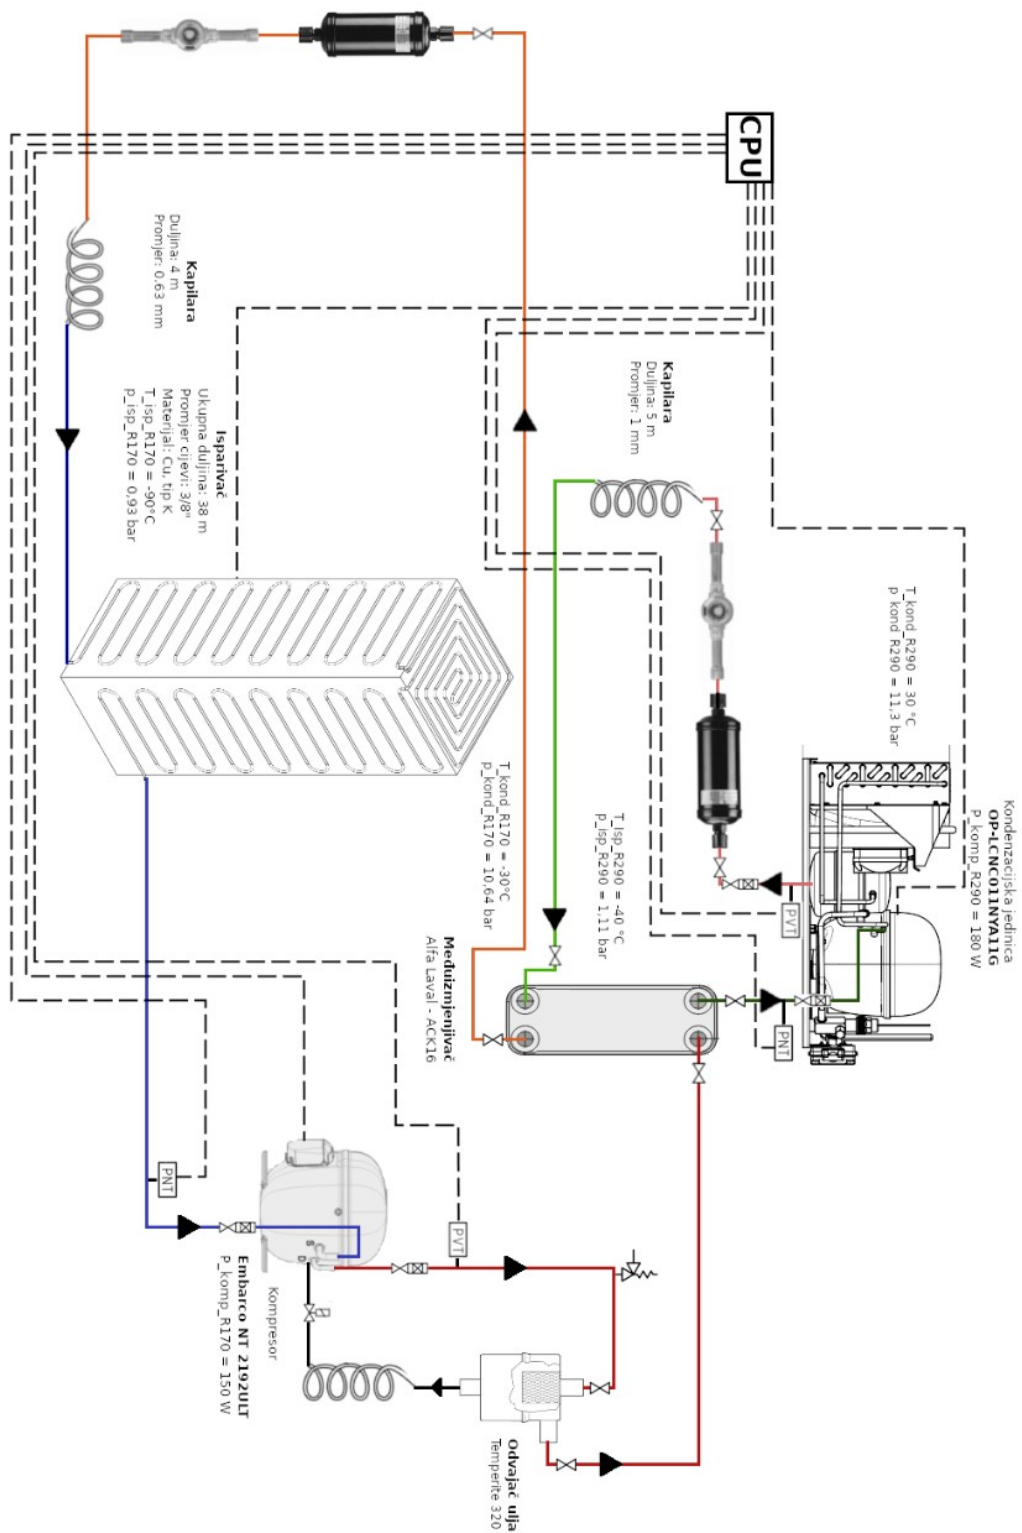 CPU
Kapilara
Duljina: 4 m
Promjer: 0.63 mm
Isparivač
Ukupna duljina: 38 m
Promjer cijevi: 3/8"
Materijal: Cu, tip K
T_isp_R170 = -90°C
p_isp_R170 = 0,93 bar
Kapilara
Duljina: 5 m
Promjer: 1 mm
T_kond_R290 = 30 °C
p_kond_R290 = 11,3 bar
Kondenzacijska jedinica
OP-LCNC011NYA11G
P_komp_R290 = 180 W
T_kond_R170 = -30°C
p_kond_R170 = 10,64 bar
T_isp_R290 = -40 °C
p_isp_R290 = 1,11 bar
PVT
PNT
Međuizmjenjivač
Alfa Laval - ACK16
PNT
PVT
S
D
Kompresor
Embarco NT 2192ULT
P_komp_R170 = 150 W
Odvajač ulja
Temperite 320